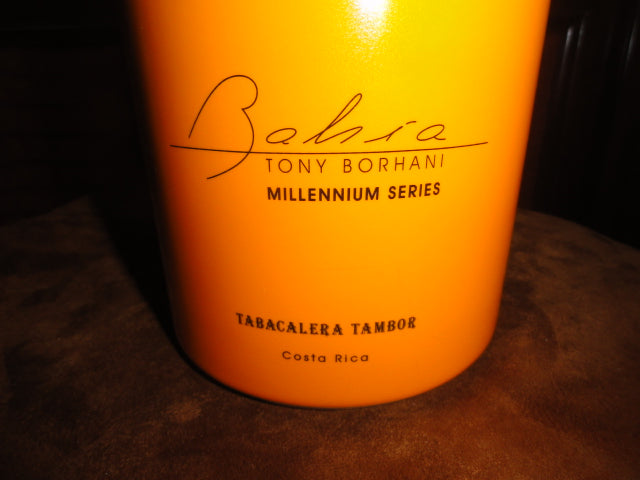 Bahia
TONY BORHANI
MILLENNIUM SERIES
TABACALERA TAMBOR
Costa Rica